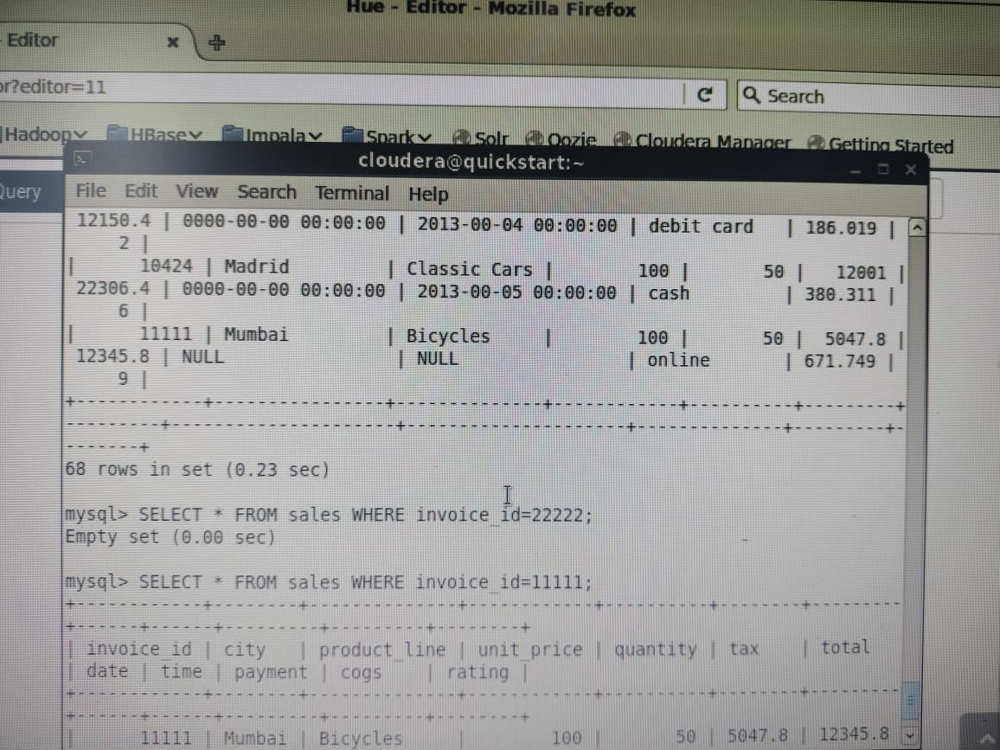 Hue - Editor - Mozilla Firefox
Editor
or?editor=11
Search
Hadoop HBase Impala Spark Solr Oozie Cloudera Manager Getting Started
cloudera@quickstart:~
Query
File Edit View Search Terminal Help
12150.4 | 0000-00-00 00:00:00 | 2013-00-04 00:00:00 | debit card | 186.019 |
2 |
| 10424 | Madrid | Classic Cars | 100 | 50 | 12001 |
22306.4 | 0000-00-00 00:00:00 | 2013-00-05 00:00:00 | cash | 380.311 |
6 |
| 11111 | Mumbai | Bicycles | 100 | 50 | 5047.8 |
12345.8 | NULL | NULL | online | 671.749 |
9 |
+------------+-----------------+---------------+-------------+-----------+---------+
---------+----------------------+----------------------+---------------+---------+-
-------+
68 rows in set (0.23 sec)
mysql> SELECT * FROM sales WHERE invoice_id=22222;
Empty set (0.00 sec)
mysql> SELECT * FROM sales WHERE invoice_id=11111;
+------------+--------+--------------+------------+----------+--------+---------
+------+------+---------+---------+--------+
| invoice_id | city | product_line | unit_price | quantity | tax | total
| date | time | payment | cogs | rating |
+------------+--------+--------------+------------+----------+--------+---------
+------+------+---------+---------+--------+
| 11111 | Mumbai | Bicycles | 100 | 50 | 5047.8 | 12345.8